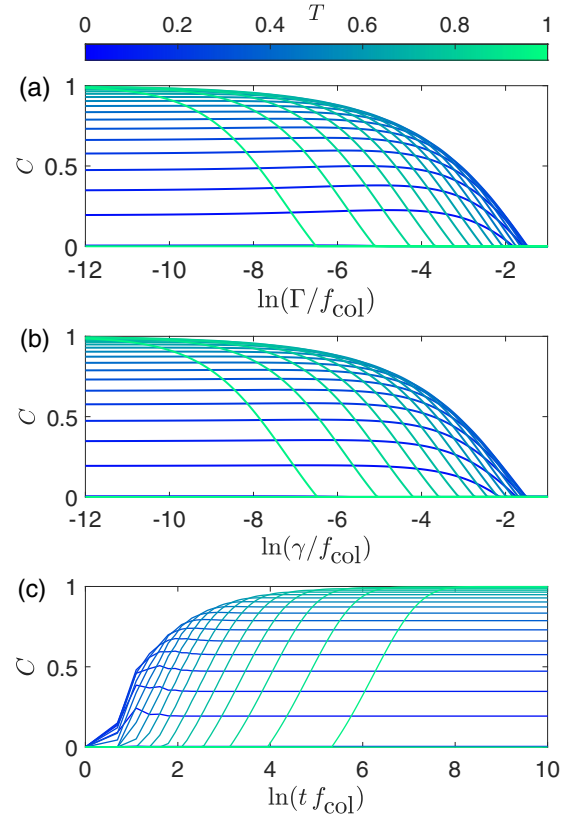 T
0 0.2 0.4 0.6 0.8 1
(a)
1
0.5
0
C
-12 -10 -8 -6 -4 -2
ln(Γ/f_col)
(b)
1
0.5
0
C
-12 -10 -8 -6 -4 -2
ln(γ/f_col)
(c)
1
0.5
0
C
0 2 4 6 8 10
ln(t f_col)